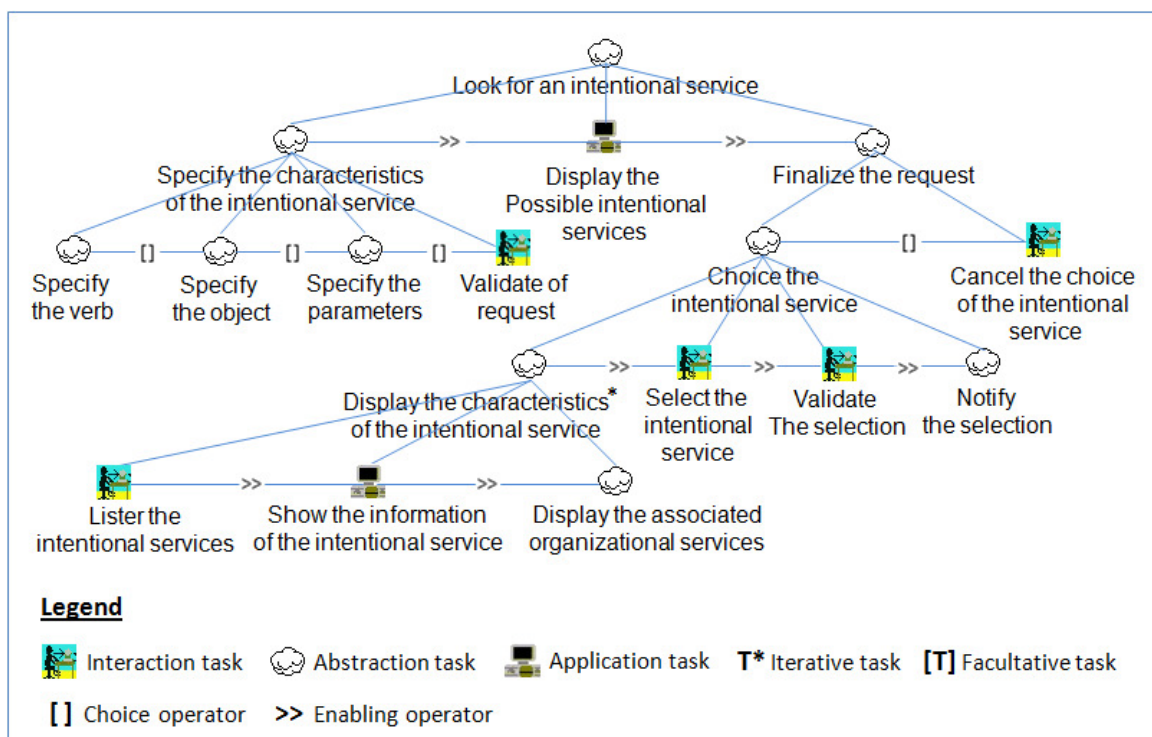 Look for an intentional service
>> >>
Specify the characteristics
of the intentional service
Display the
Possible intentional
services
Finalize the request
[] [] [] []
Specify
the verb
Specify
the object
Specify the
parameters
Validate of
request
Choice the
intentional service
Cancel the choice
of the intentional
service
>> >> >>
Display the characteristics*
of the intentional service
Select the
intentional
service
Validate
The selection
Notify
the selection
>> >>
Lister the
intentional services
Show the information
of the intentional service
Display the associated
organizational services
Legend
Interaction task Abstraction task Application task T* Iterative task [T] Facultative task
[ ] Choice operator >> Enabling operator